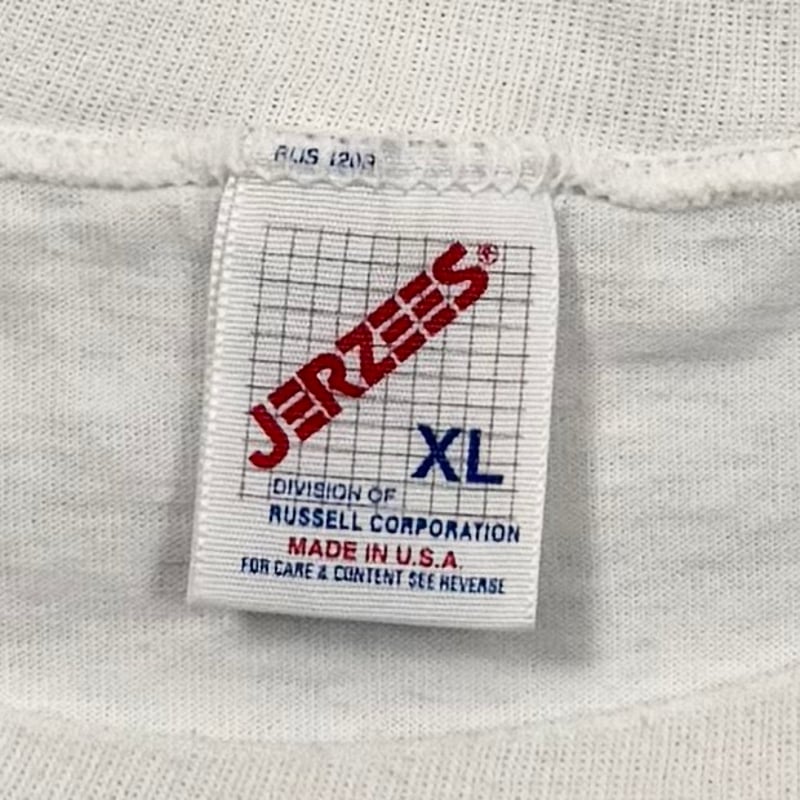 JERZEES®
XL
DIVISION OF
RUSSELL CORPORATION
MADE IN U.S.A.
FOR CARE & CONTENT SEE REVERSE